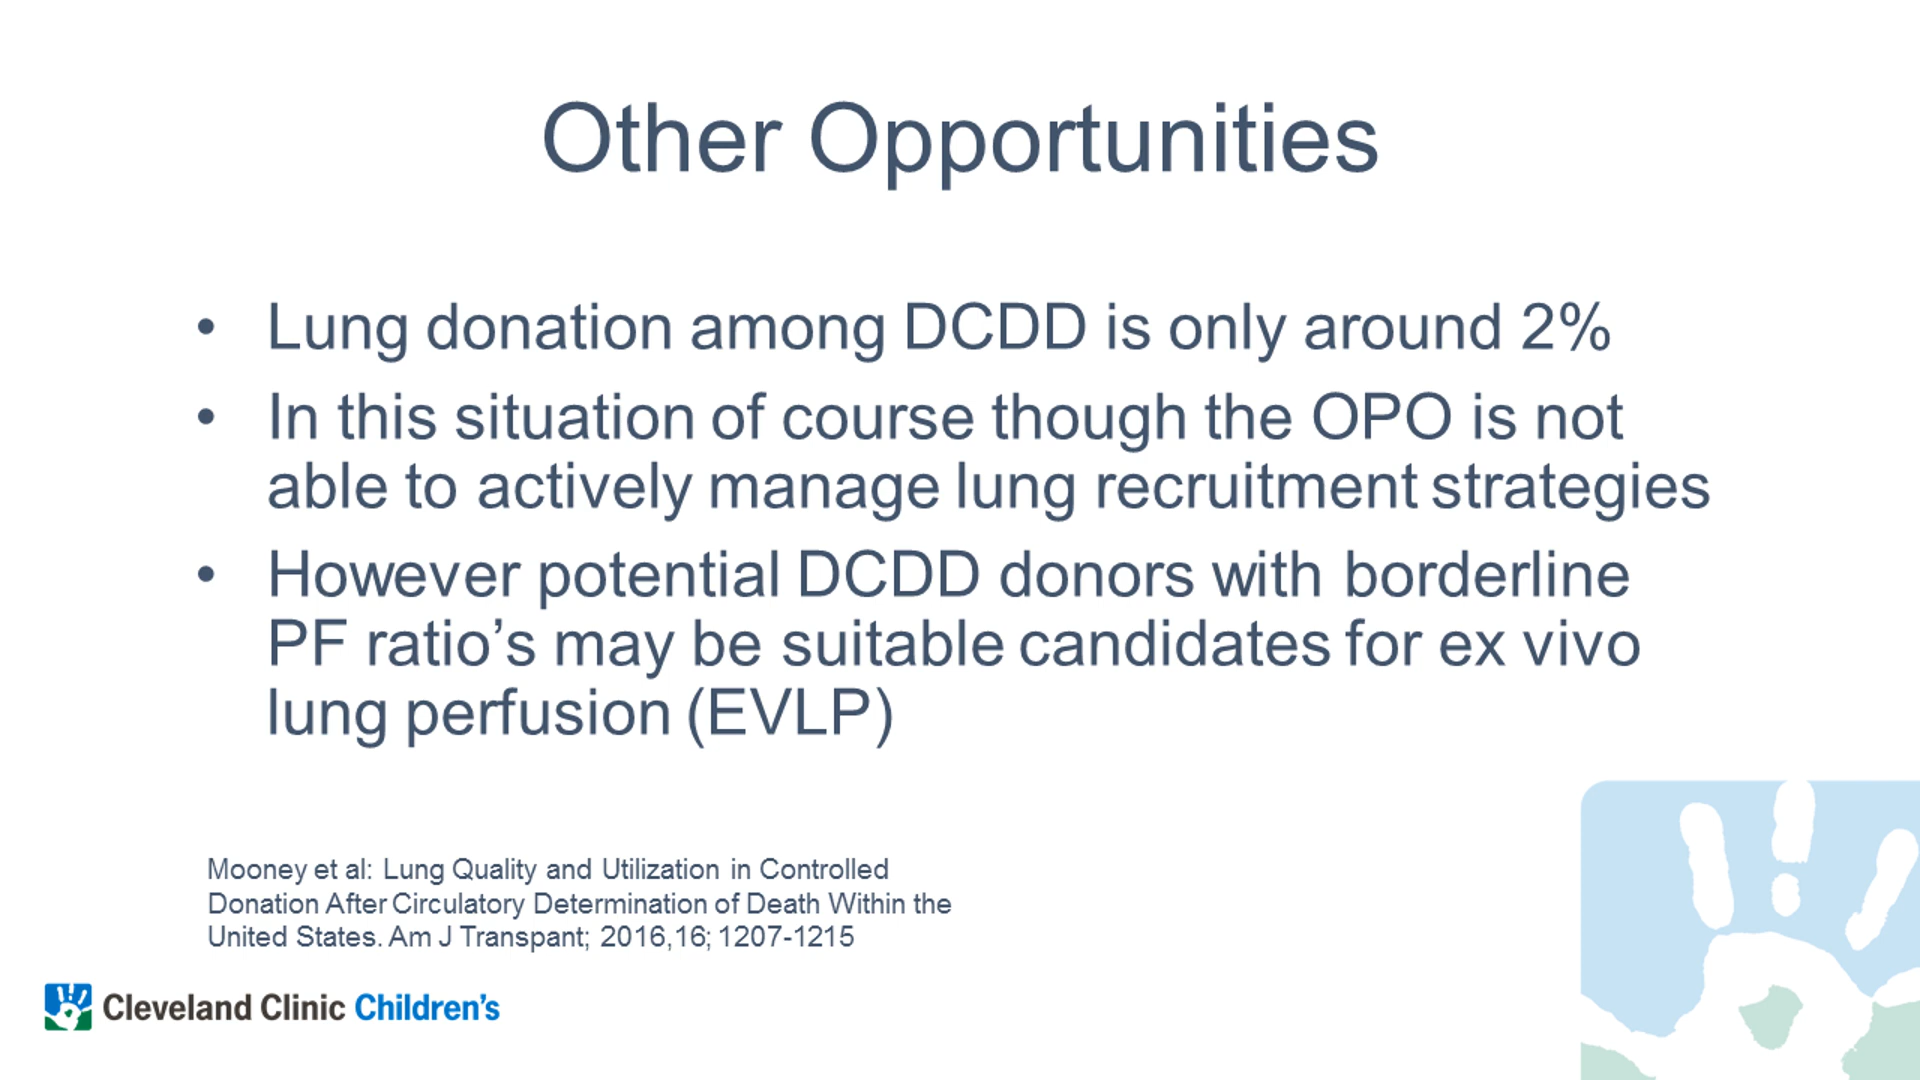 Other Opportunities
• Lung donation among DCDD is only around 2%
• In this situation of course though the OPO is not
able to actively manage lung recruitment strategies
• However potential DCDD donors with borderline
PF ratio’s may be suitable candidates for ex vivo
lung perfusion (EVLP)
Mooney et al: Lung Quality and Utilization in Controlled
Donation After Circulatory Determination of Death Within the
United States. Am J Transpant; 2016,16; 1207-1215
Cleveland Clinic Children’s